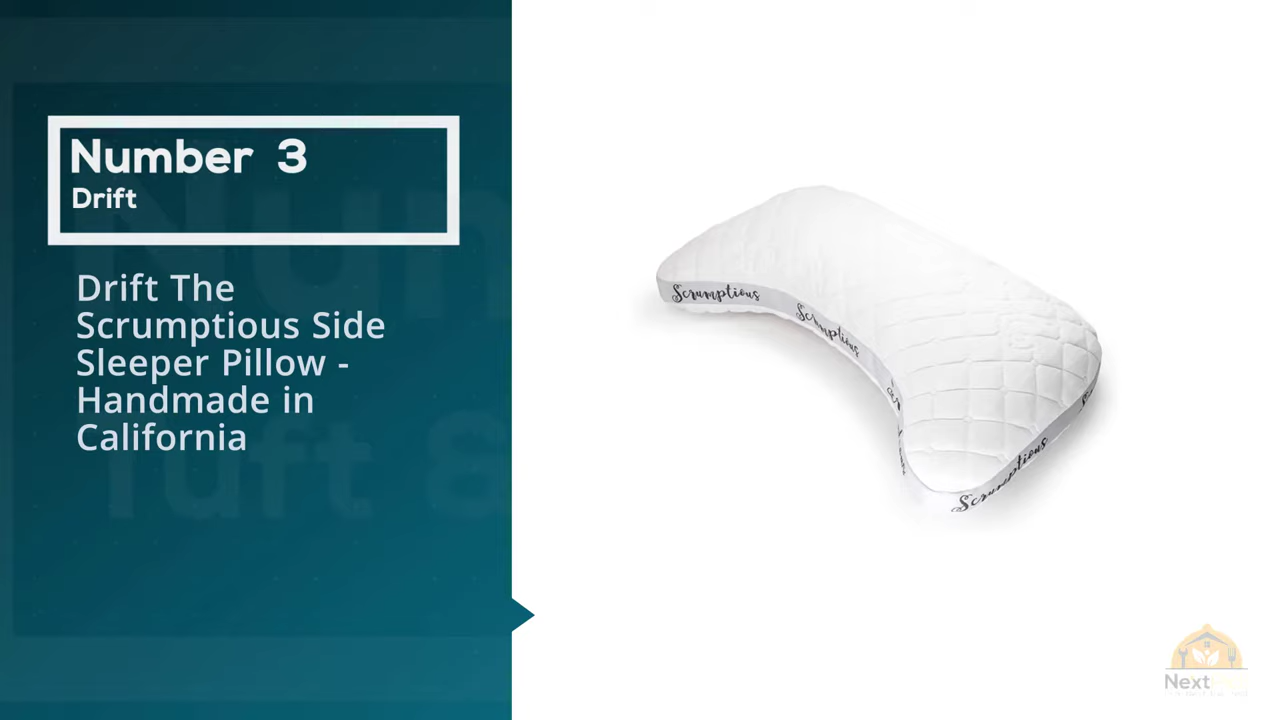 Number 3
Drift
Drift The
Scrumptious Side
Sleeper Pillow -
Handmade in
California
Scrumptious
Scrumptious
Scrumptious
Next